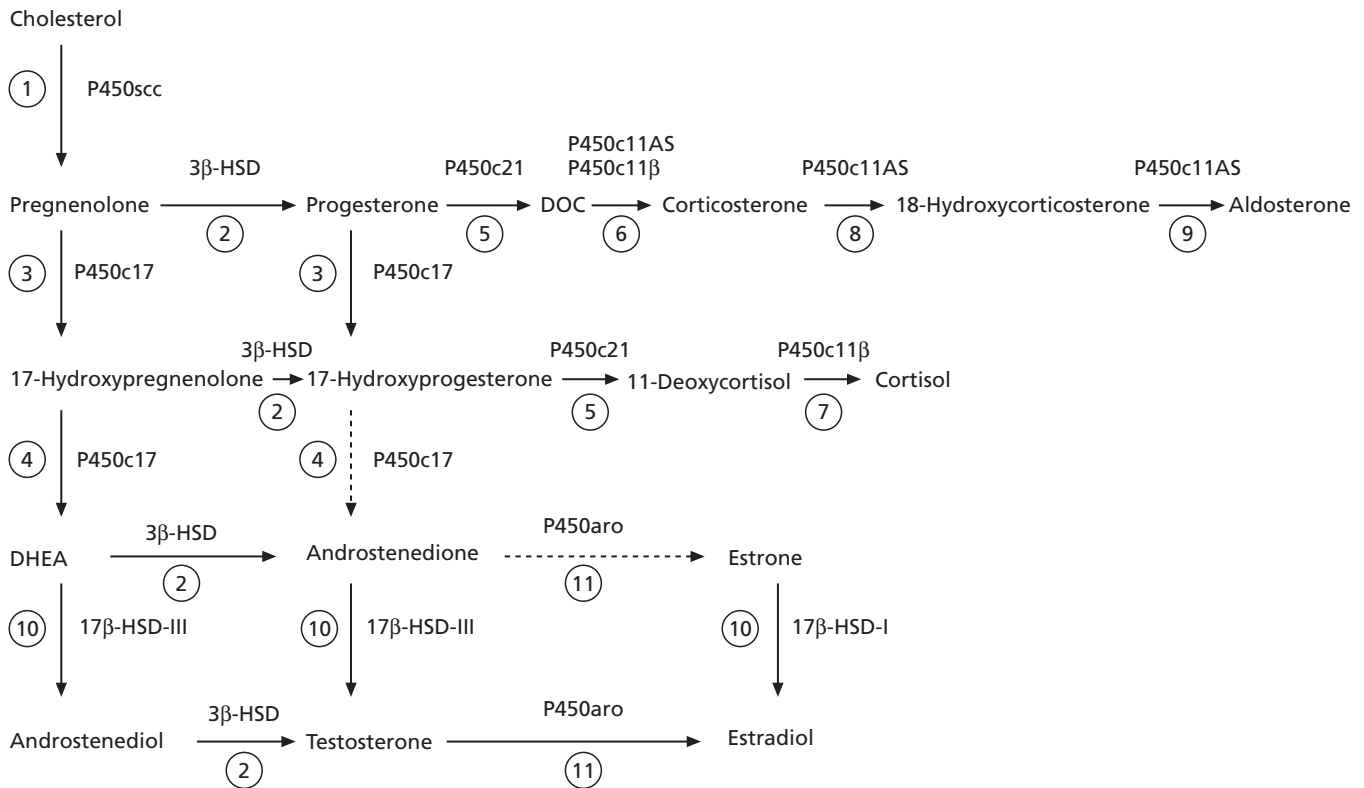 Cholesterol
1 P450scc
P450c11AS
3β-HSD P450c21 P450c11β P450c11AS P450c11AS
Pregnenolone Progesterone DOC Corticosterone 18-Hydroxycorticosterone Aldosterone
2 5 6 8 9
3 P450c17 3 P450c17
3β-HSD P450c21 P450c11β
17-Hydroxypregnenolone 17-Hydroxyprogesterone 11-Deoxycortisol Cortisol
2 5 7
4 P450c17 4 P450c17
3β-HSD P450aro
DHEA Androstenedione Estrone
2 11
10 17β-HSD-III 10 17β-HSD-III 10 17β-HSD-I
3β-HSD P450aro
Androstenediol Testosterone Estradiol
2 11